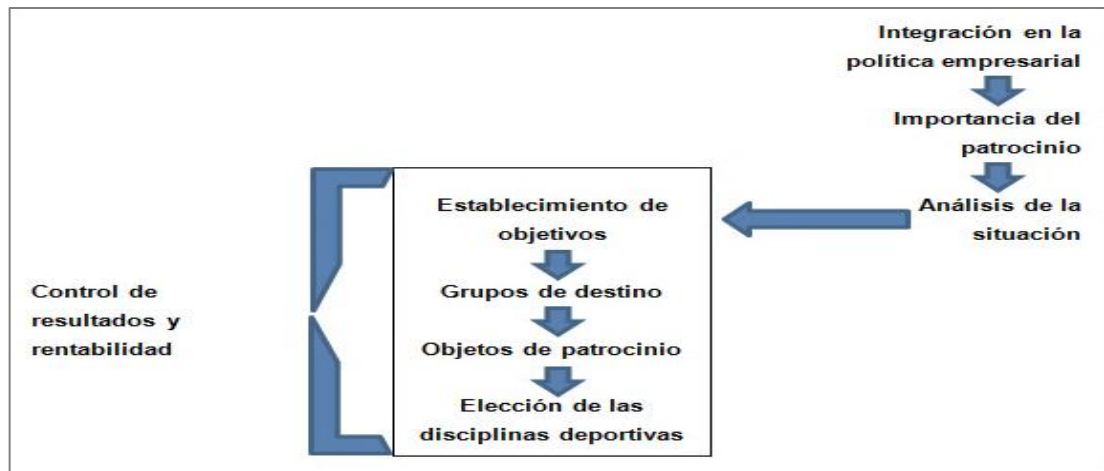 Integración en la
política empresarial
Importancia del
patrocinio
Análisis de la
situación
Establecimiento de
objetivos
Grupos de destino
Objetos de patrocinio
Elección de las
disciplinas deportivas
Control de
resultados y
rentabilidad